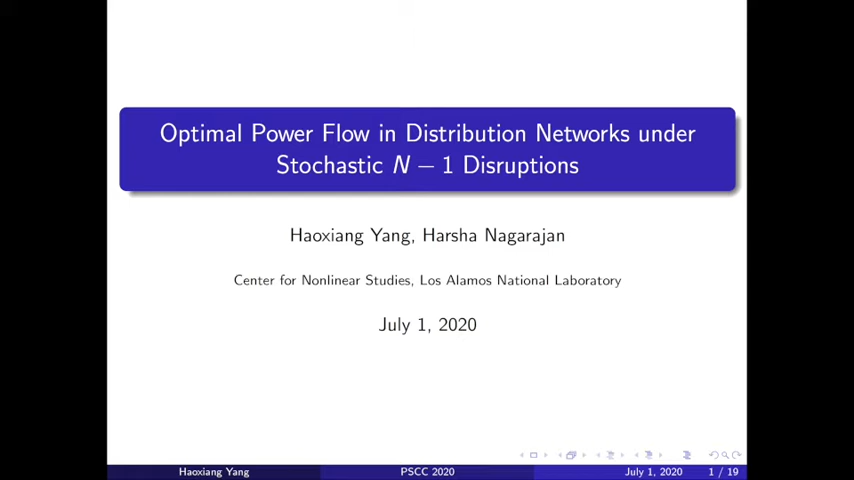 Optimal Power Flow in Distribution Networks under
Stochastic N − 1 Disruptions
Haoxiang Yang, Harsha Nagarajan
Center for Nonlinear Studies, Los Alamos National Laboratory
July 1, 2020
Haoxiang Yang PSCC 2020 July 1, 2020 1 / 19